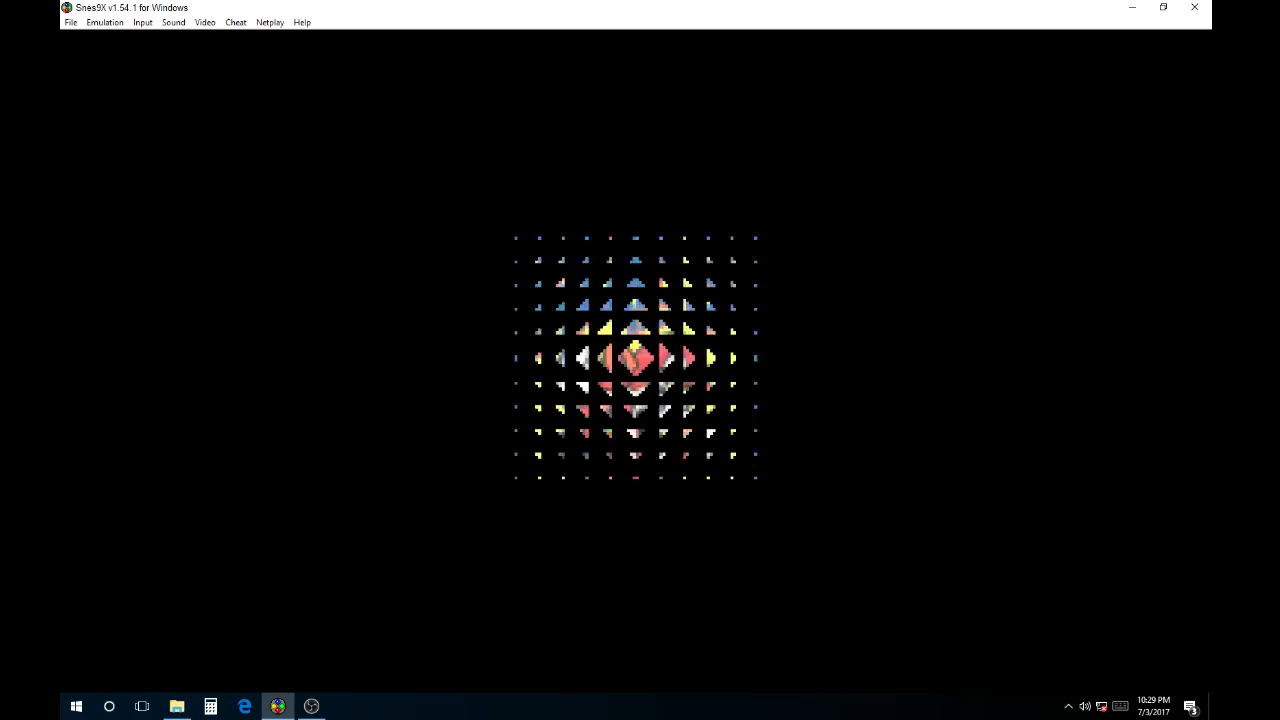 Snes9X v1.54.1 for Windows
File Emulation Input Sound Video Cheat Netplay Help
10:29 PM
7/3/2017
3